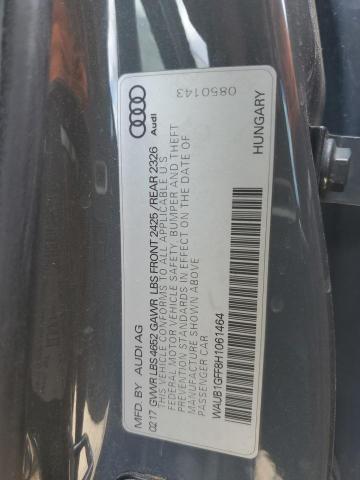 MFD. BY AUDI AG
02 17 GVWR LBS 4652 GAWR LBS FRONT 2425 / REAR 2326
VEHICLE CONFORMS TO ALL APPLICABLE U.S.
FEDERAL MOTOR VEHICLE SAFETY, BUMPER AND THEFT
PREVENTION STANDARDS IN EFFECT ON THE DATE
OF MANUFACTURE SHOWN ABOVE
PASSENGER CAR
WAUB1GFF8H1061464
Audi
0850143
HUNGARY